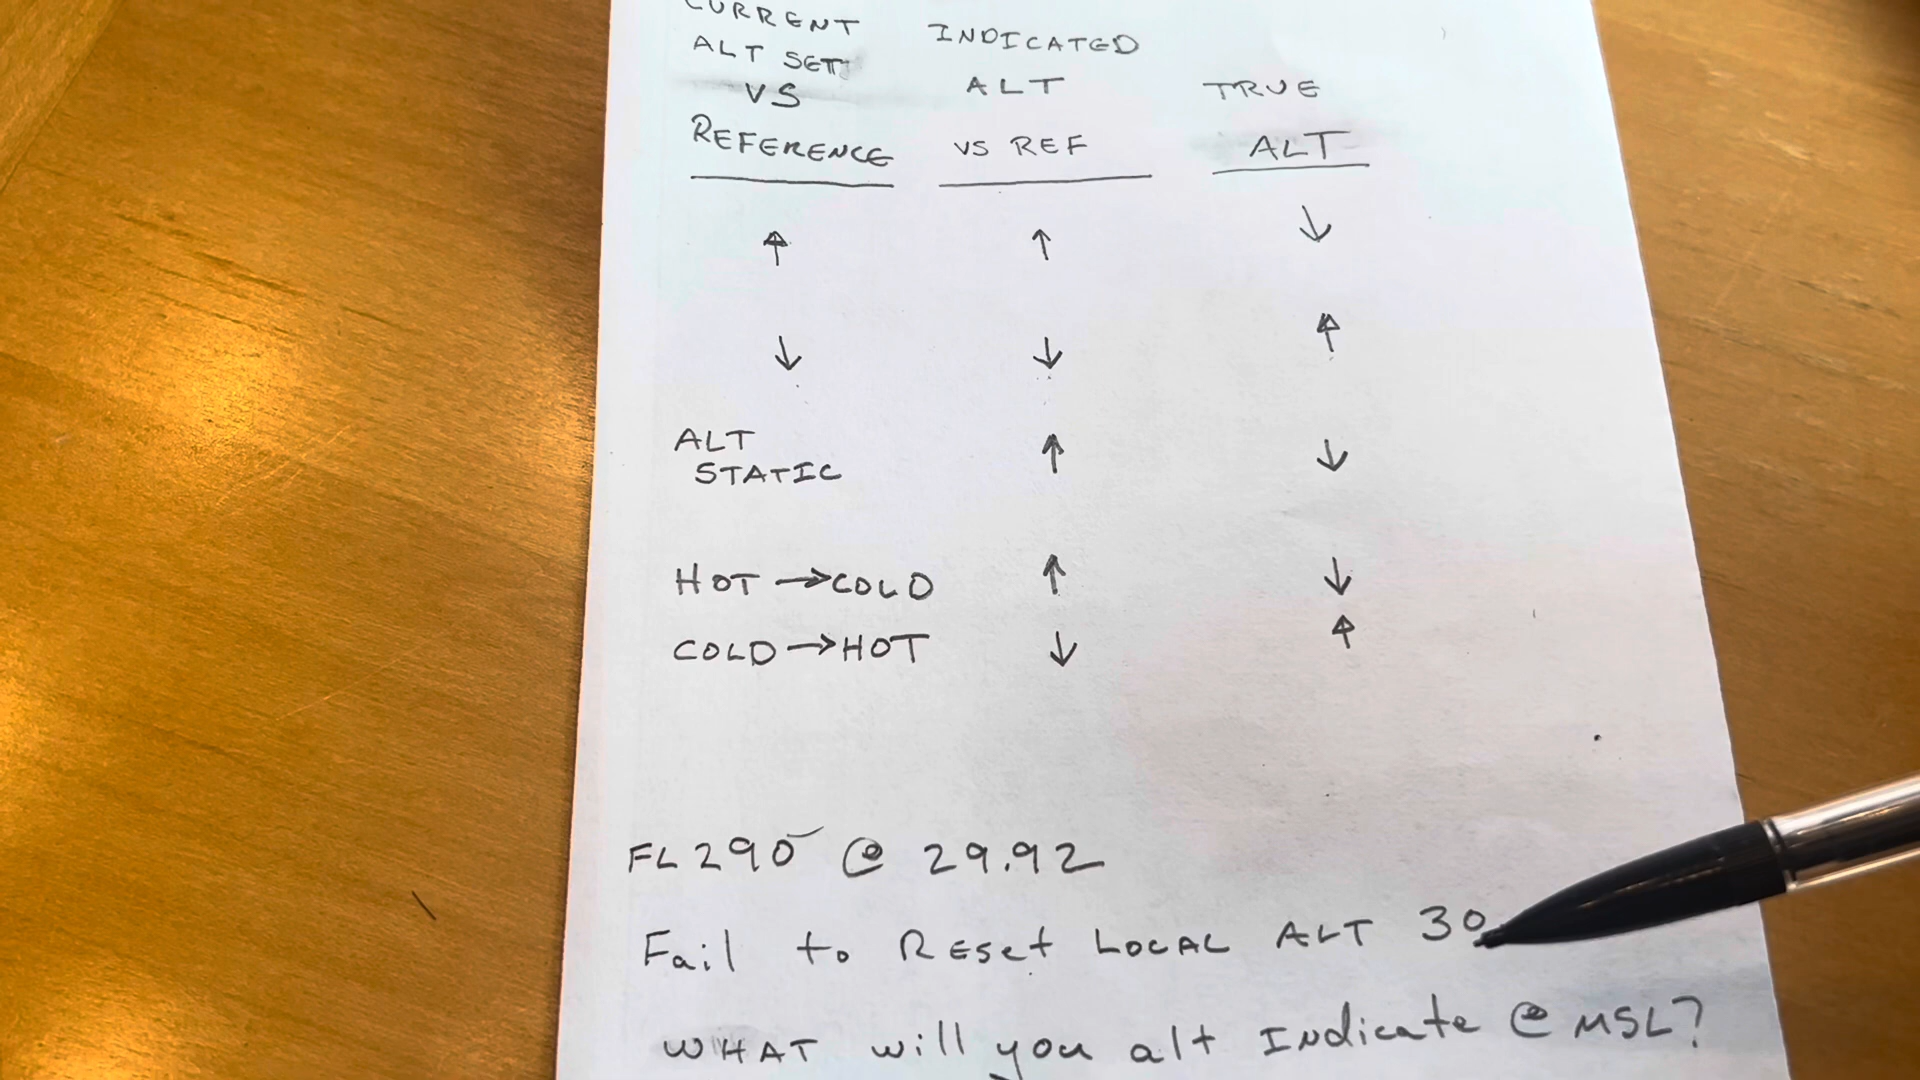 CURRENT
ALT SET
VS
REFERENCE
INDICATED
ALT
VS REF
TRUE
ALT
↑ ↑ ↓
↓ ↓ ↑
ALT
STATIC ↑ ↓
HOT → COLD ↑ ↓
COLD → HOT ↓ ↑
FL290 @ 29.92
Fail to Reset LOCAL ALT 30
WHAT will you alt Indicate @ MSL?